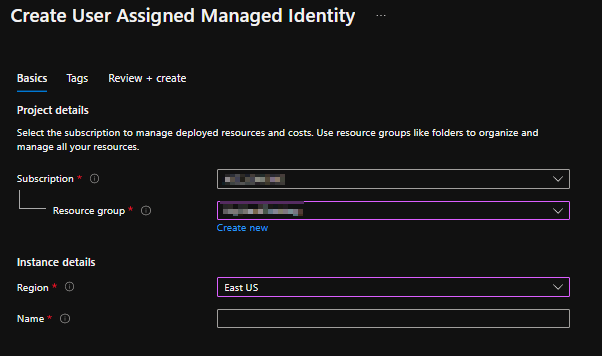 Create User Assigned Managed Identity ...
Basics Tags Review + create
Project details
Select the subscription to manage deployed resources and costs. Use resource groups like folders to organize and
manage all your resources.
Subscription *
Resource group *
Create new
Instance details
Region * East US
Name *